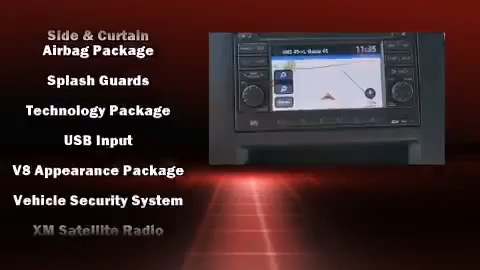 Side & Curtain
Airbag Package
Splash Guards
Technology Package
USB Input
V8 Appearance Package
Vehicle Security System
XM Satellite Radio
11:35